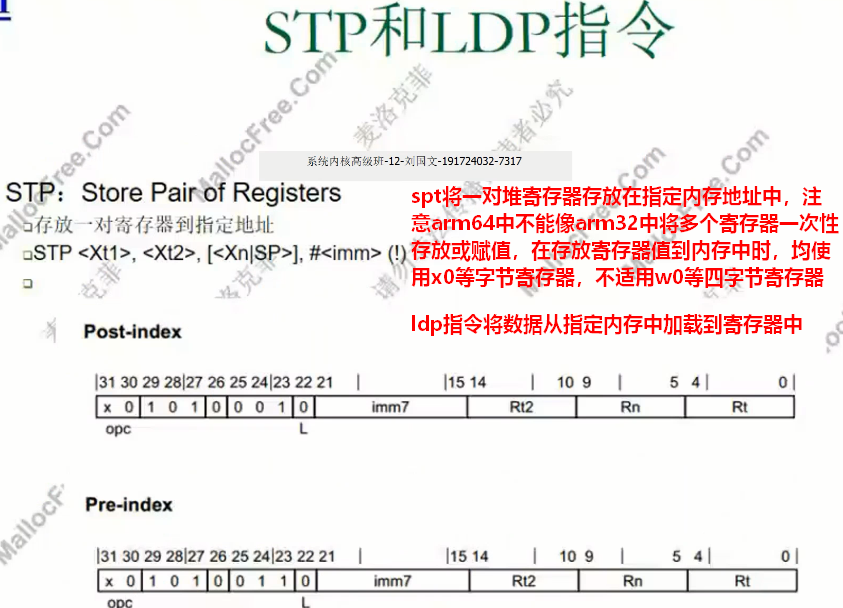 STP和LDP指令
系统内核高级班-12-刘国文-191724032-7317
STP：Store Pair of Registers
存放一对寄存器到指定地址
STP <Xt1>, <Xt2>, [<Xn|SP>], #<imm> (!)
spt将一对堆寄存器存放在指定内存地址中，注
意arm64中不能像arm32中将多个寄存器一次性
存放或赋值，在存放寄存器值到内存中时，均使
用x0等字节寄存器，不适用w0等四字节寄存器
ldp指令将数据从指定内存中加载到寄存器中
Post-index
|31 30 29 28|27 26 25 24|23 22 21 | |15 14 | 10 9 | 5 4 | 0 |
x 0 1 0 1 0 0 0 1 0 imm7 Rt2 Rn Rt
opc L
Pre-index
|31 30 29 28|27 26 25 24|23 22 21 | |15 14 | 10 9 | 5 4 | 0 |
x 0 1 0 1 0 0 1 1 0 imm7 Rt2 Rn Rt
opc L
MallocFree.Com
麦洛克菲
MallocFree.Com
者必究
MallocFree.Com